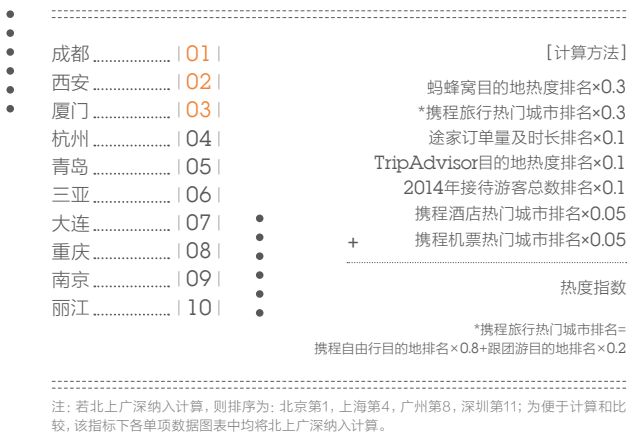 成都 | 01 |
西安 | 02 |
厦门 | 03 |
杭州 | 04 |
青岛 | 05 |
三亚 | 06 |
大连 | 07 |
重庆 | 08 |
南京 | 09 |
丽江 | 10 |
[计算方法]
蚂蜂窝目的地热度排名×0.3
*携程旅行热门城市排名×0.3
途家订单量及时长排名×0.1
TripAdvisor目的地热度排名×0.1
2014年接待游客总数排名×0.1
携程酒店热门城市排名×0.05
+ 携程机票热门城市排名×0.05
热度指数
*携程旅行热门城市排名=
携程自由行目的地排名×0.8+跟团游目的地排名×0.2
注: 若北上广深纳入计算, 则排序为: 北京第1, 上海第4, 广州第8, 深圳第11; 为便于计算和比
较, 该指标下各单项数据图表中均将北上广深纳入计算。